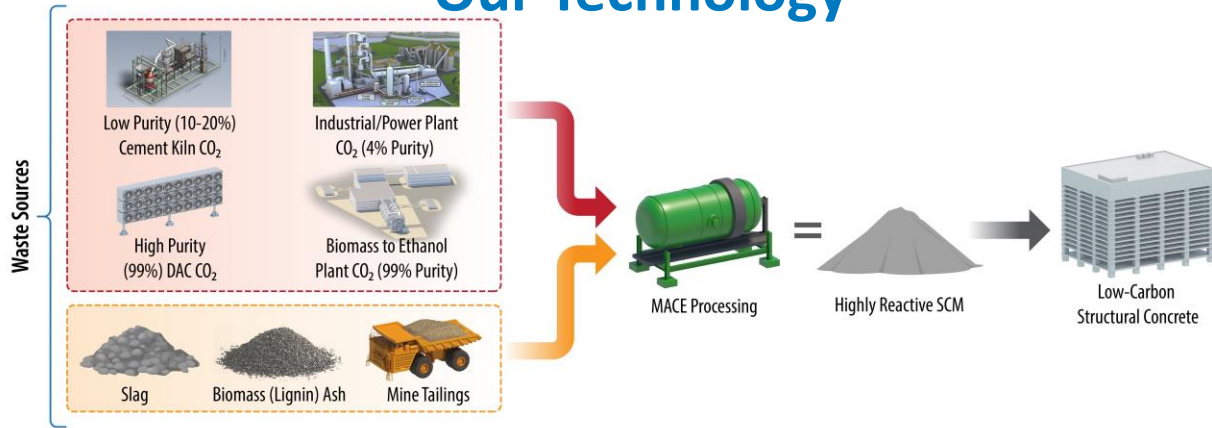 Our Technology
Waste Sources
Low Purity (10-20%)
Cement Kiln CO₂
Industrial/Power Plant
CO₂ (4% Purity)
High Purity
(99%) DAC CO₂
Biomass to Ethanol
Plant CO₂ (99% Purity)
Slag
Biomass (Lignin) Ash
Mine Tailings
MACE Processing
=
Highly Reactive SCM
Low-Carbon
Structural Concrete